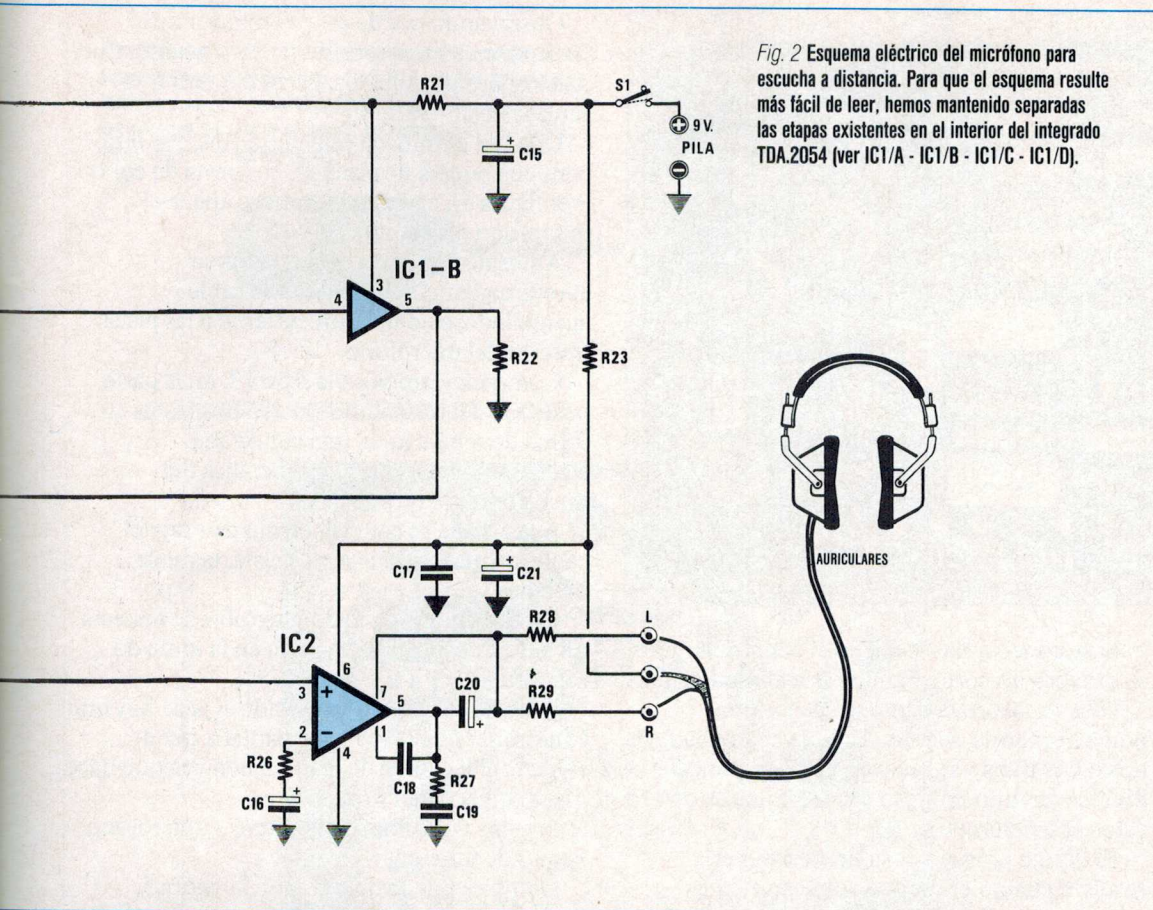 Fig. 2 Esquema eléctrico del micrófono para
escucha a distancia. Para que el esquema resulte
más fácil de leer, hemos mantenido separadas
las etapas existentes en el interior del integrado
TDA.2054 (ver IC1/A - IC1/B - IC1/C - IC1/D).
R21
S1
+
C15
+ 9 V.
PILA
-
IC1-B
3
4
5
R22
R23
AURICULARES
C17
+
C21
R28
L
IC2
6
3
+
7
5
C20
+
R29
R
2
-
1
4
R26
C18
R27
C16
+
C19